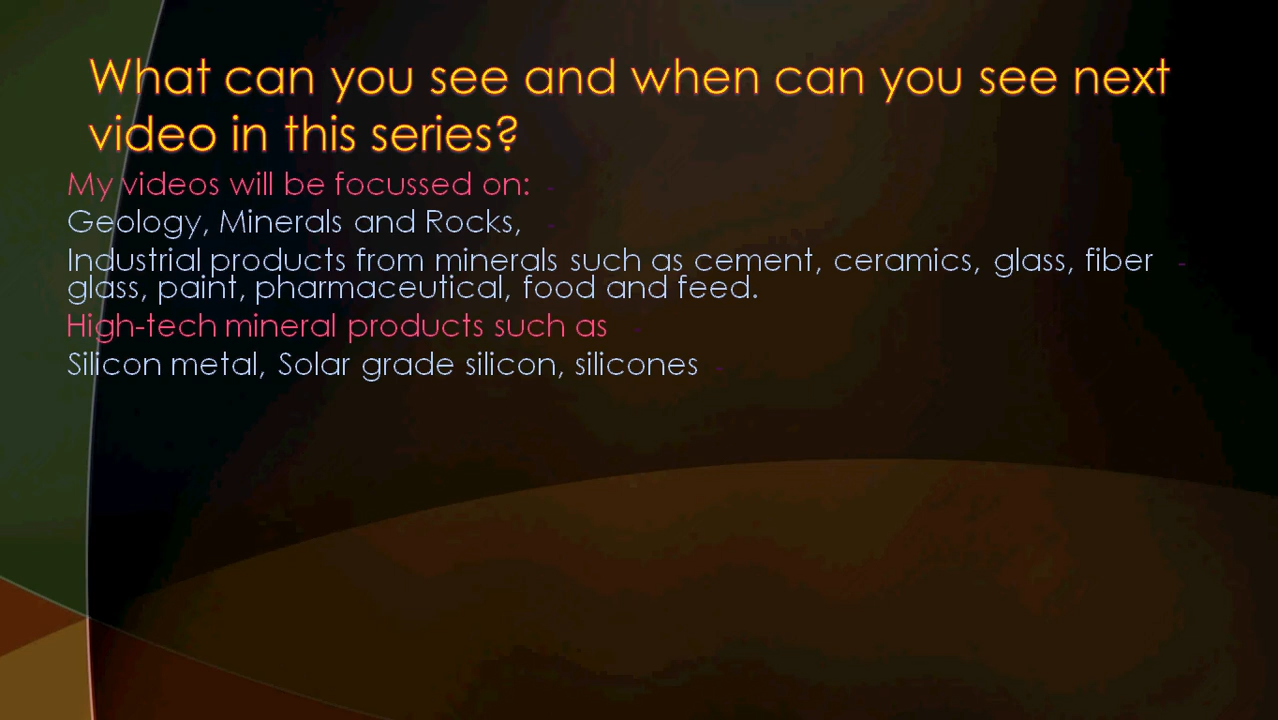 What can you see and when can you see next
video in this series?
My videos will be focussed on:
Geology, Minerals and Rocks,
Industrial products from minerals such as cement, ceramics, glass, fiber
glass, paint, pharmaceutical, food and feed.
High-tech mineral products such as
Silicon metal, Solar grade silicon, silicones